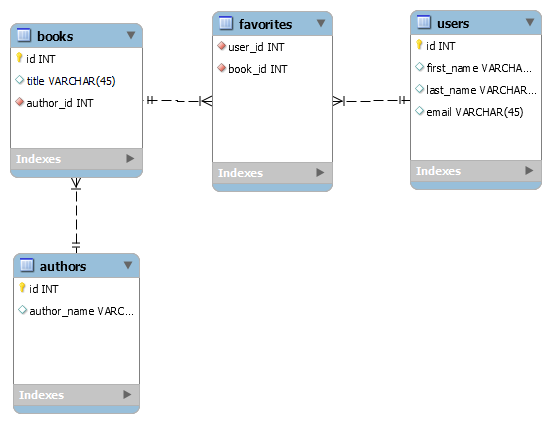 books
id INT
title VARCHAR(45)
author_id INT
Indexes
favorites
user_id INT
book_id INT
Indexes
users
id INT
first_name VARCHA...
last_name VARCHAR...
email VARCHAR(45)
Indexes
authors
id INT
author_name VARC...
Indexes